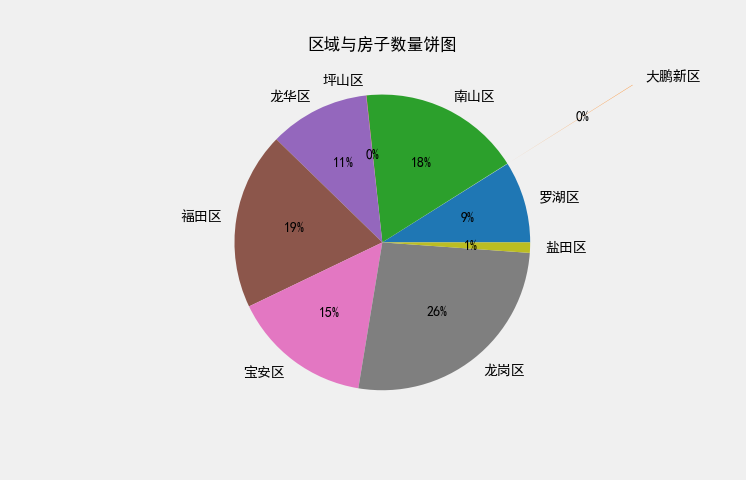 区域与房子数量饼图
大鹏新区
坪山区
龙华区
南山区
0%
0%
11%
18%
罗湖区
福田区
9%
19%
盐田区
1%
15%
26%
宝安区
龙岗区